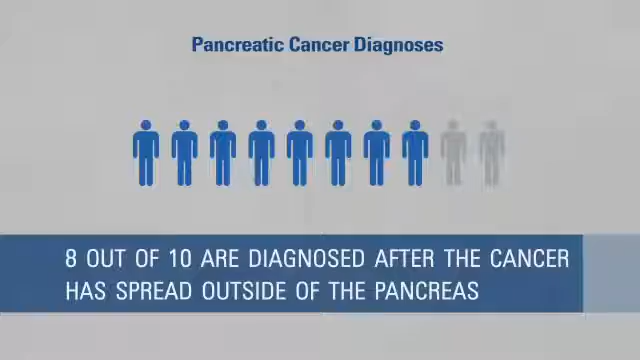 Pancreatic Cancer Diagnoses
8 OUT OF 10 ARE DIAGNOSED AFTER THE CANCER
HAS SPREAD OUTSIDE OF THE PANCREAS